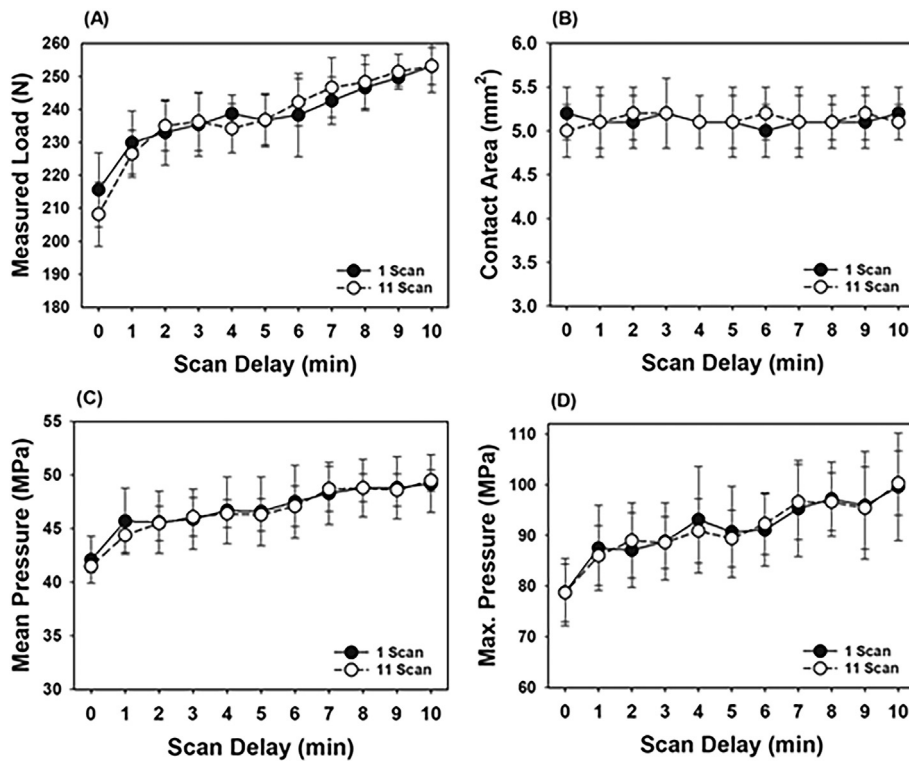 (A)
Measured Load (N)
260
250
240
230
220
210
200
190
180
0 1 2 3 4 5 6 7 8 9 10
Scan Delay (min)
1 Scan
11 Scan
(B)
Contact Area (mm²)
6.0
5.5
5.0
4.5
4.0
3.5
3.0
0 1 2 3 4 5 6 7 8 9 10
Scan Delay (min)
1 Scan
11 Scan
(C)
Mean Pressure (MPa)
55
50
45
40
35
30
0 1 2 3 4 5 6 7 8 9 10
Scan Delay (min)
1 Scan
11 Scan
(D)
Max. Pressure (MPa)
110
100
90
80
70
60
0 1 2 3 4 5 6 7 8 9 10
Scan Delay (min)
1 Scan
11 Scan